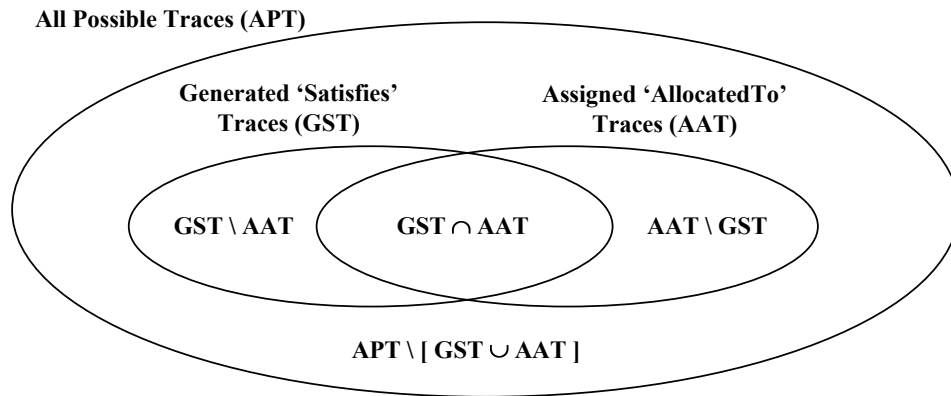 All Possible Traces (APT)
Generated ‘Satisfies’
Traces (GST)
Assigned ‘AllocatedTo’
Traces (AAT)
GST \ AAT
GST ∩ AAT
AAT \ GST
APT \ [ GST ∪ AAT ]